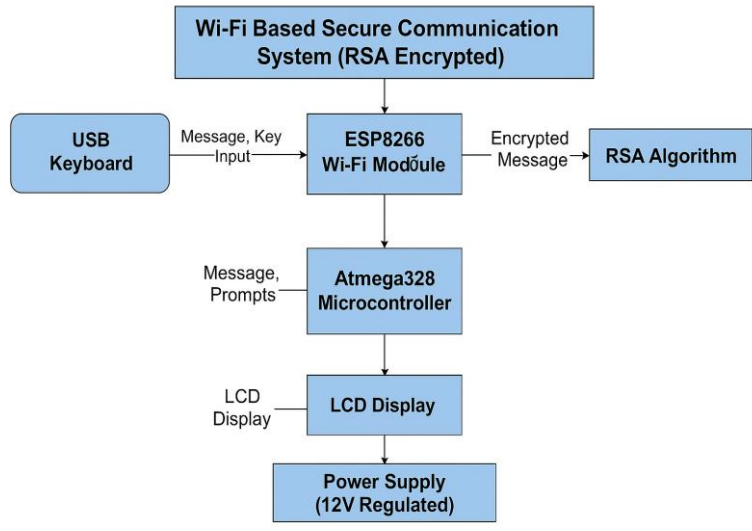 Wi-Fi Based Secure Communication
System (RSA Encrypted)
USB
Keyboard
Message, Key
Input
ESP8266
Wi-Fi Modőule
Encrypted
Message
RSA Algorithm
Message,
Prompts
Atmega328
Microcontroller
LCD
Display
LCD Display
Power Supply
(12V Regulated)